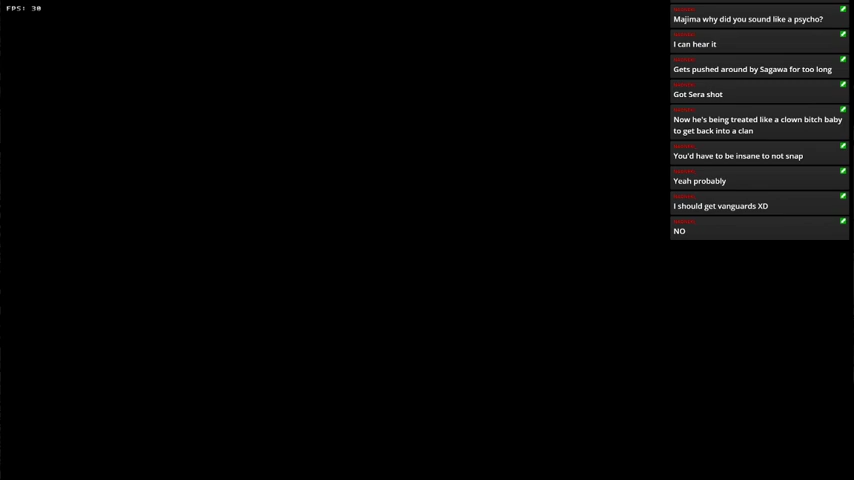 FPS: 30
Majima why did you sound like a psycho?
I can hear it
Gets pushed around by Sagawa for too long
Got Sera shot
Now he's being treated like a clown bitch baby
to get back into a clan
You'd have to be insane to not snap
Yeah probably
I should get vanguards XD
NO